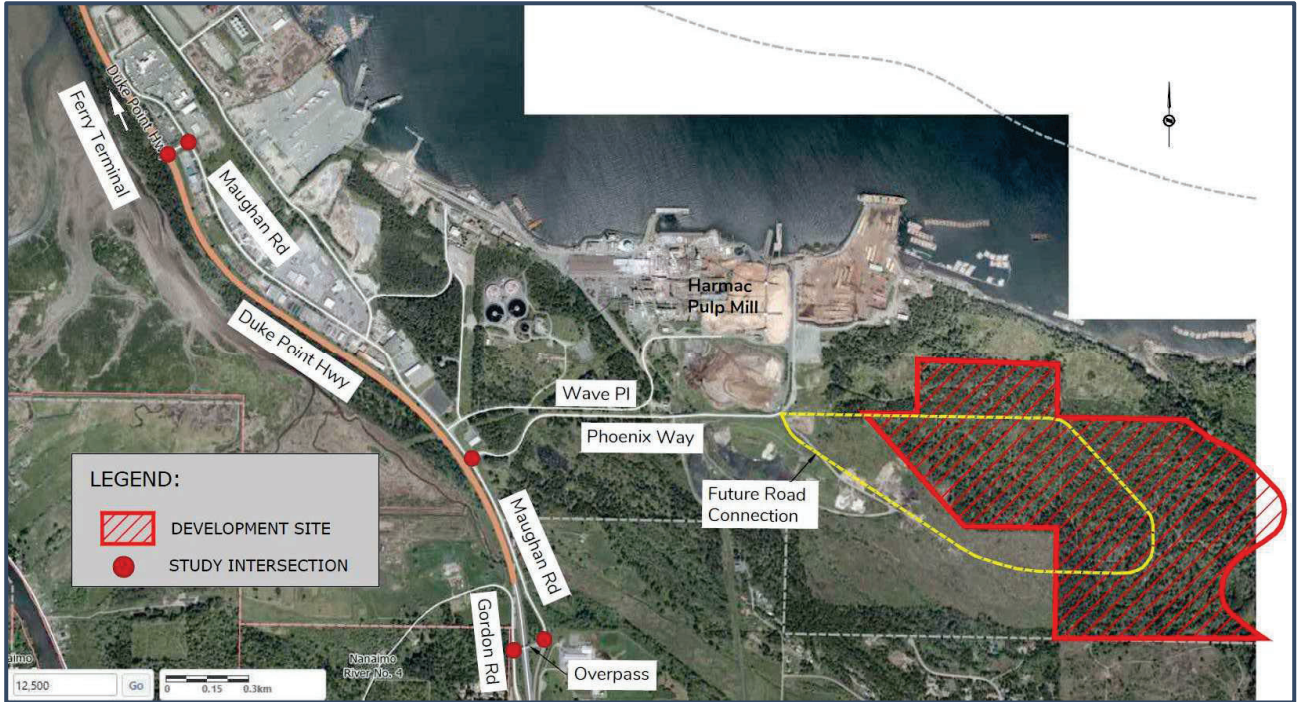 Duke Point Hw
Ferry Terminal
Maughan Rd
Duke Point Hwy
Harmac
Pulp Mill
Wave Pl
Phoenix Way
Future Road
Connection
LEGEND:
DEVELOPMENT SITE
STUDY INTERSECTION
Maughan Rd
Gordon Rd
Overpass
Nanaimo
River No. 4
12,500
Go
0 0.15 0.3km